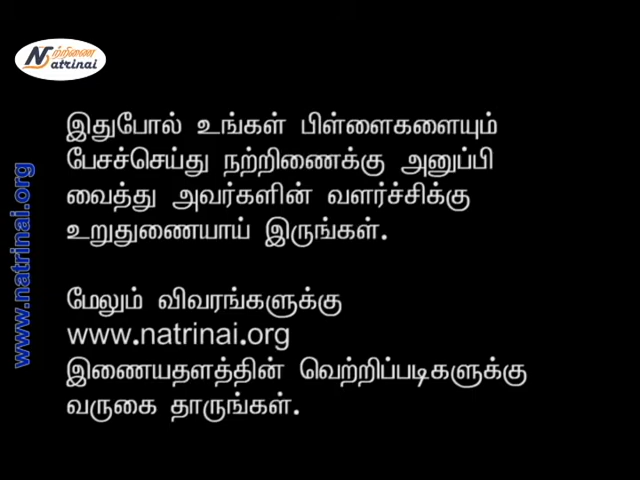 நற்றிணை
Natrinai
www.natrinai.org
இதுபோல் உங்கள் பிள்ளைகளையும்
பேசச்செய்து நற்றிணைக்கு அனுப்பி
வைத்து அவர்களின் வளர்ச்சிக்கு
உறுதுணையாய் இருங்கள்.
மேலும் விவரங்களுக்கு
www.natrinai.org
இணையதளத்தின் வெற்றிப்படிகளுக்கு
வருகை தாருங்கள்.